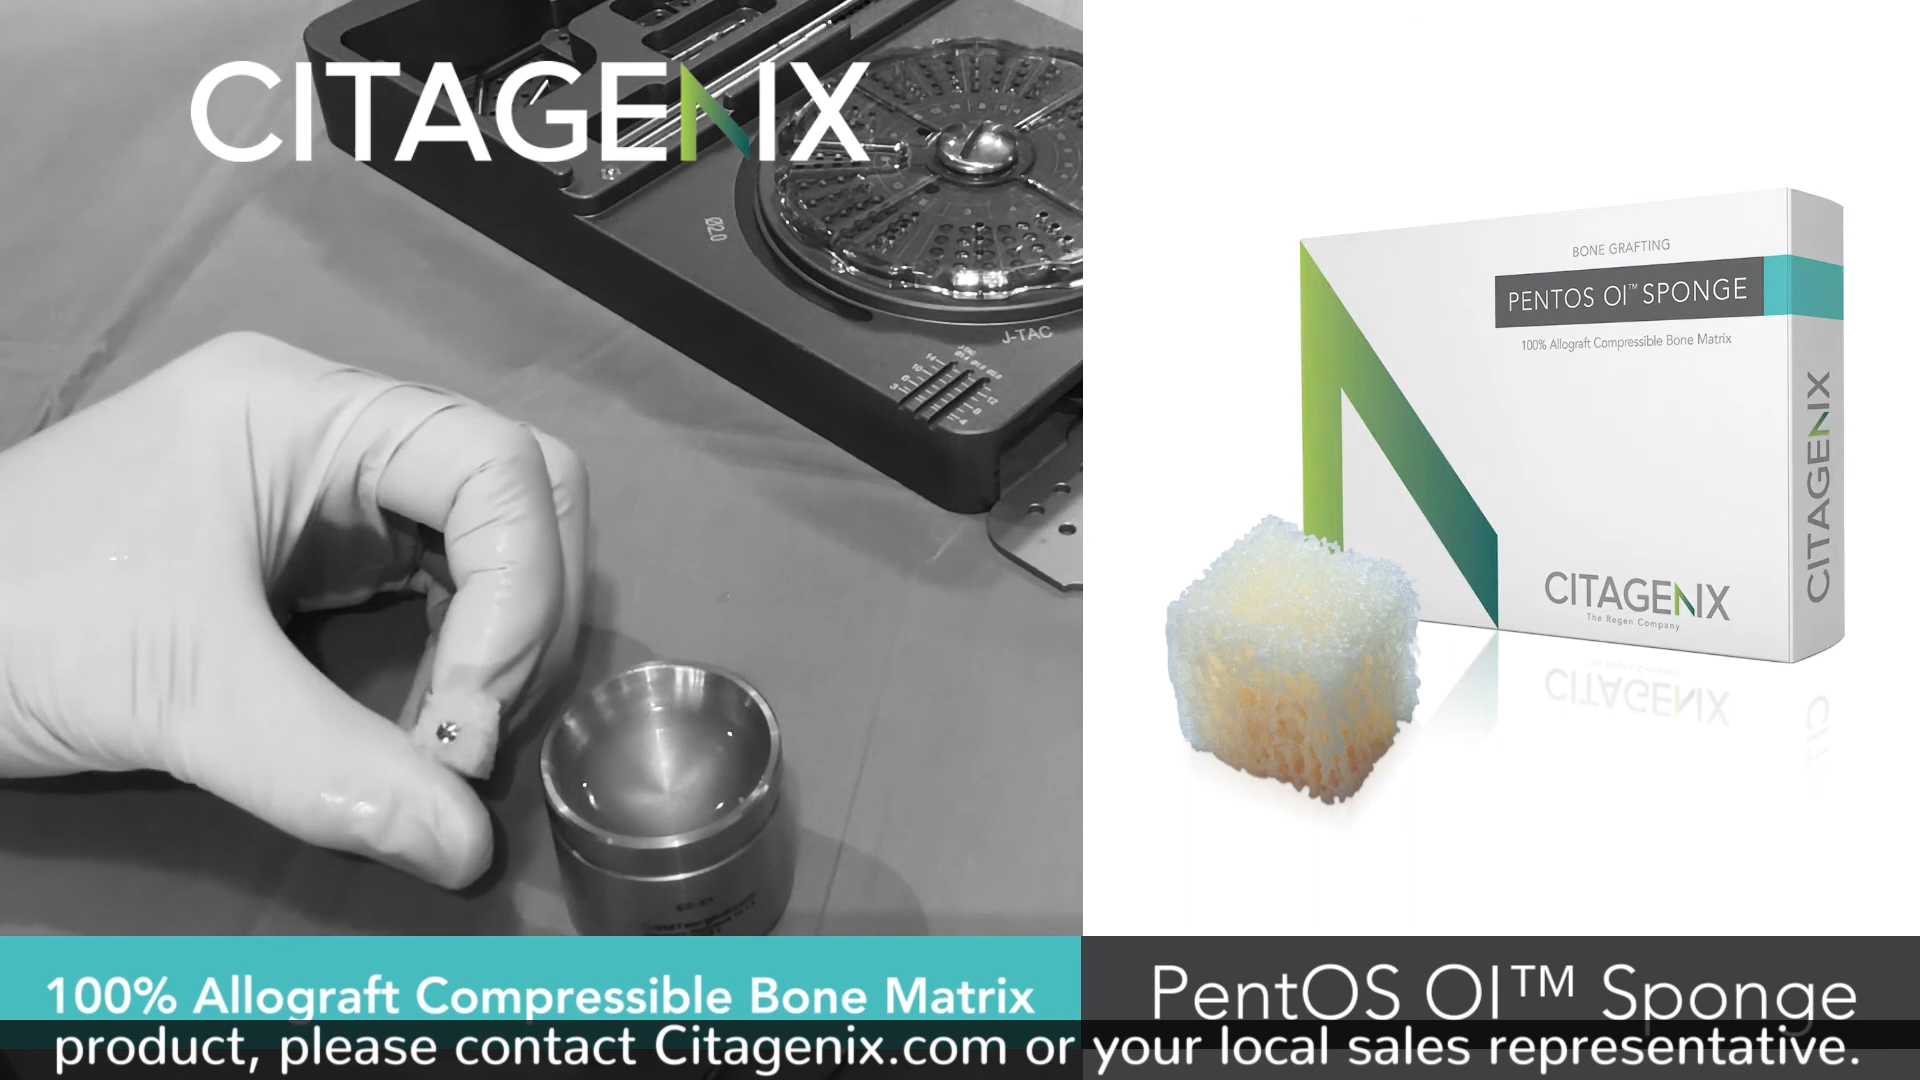 CITAGENIX
Ø2.0
J-TAC
BONE GRAFTING
PENTOS OI™ SPONGE
100% Allograft Compressible Bone Matrix
CITAGENIX
The Regen Company
CITAGENIX
100% Allograft Compressible Bone Matrix
PentOS OI™ Sponge
product, please contact Citagenix.com or your local sales representative.